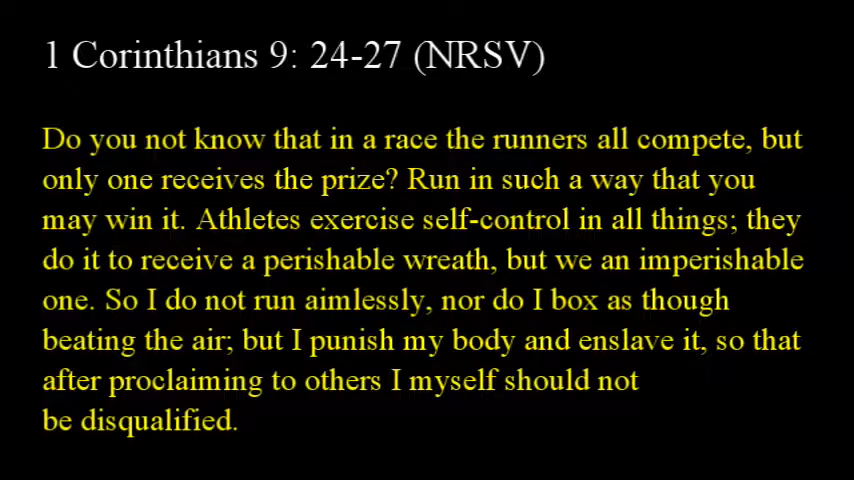 1 Corinthians 9: 24-27 (NRSV)
Do you not know that in a race the runners all compete, but
only one receives the prize? Run in such a way that you
may win it. Athletes exercise self-control in all things; they
do it to receive a perishable wreath, but we an imperishable
one. So I do not run aimlessly, nor do I box as though
beating the air; but I punish my body and enslave it, so that
after proclaiming to others I myself should not
be disqualified.